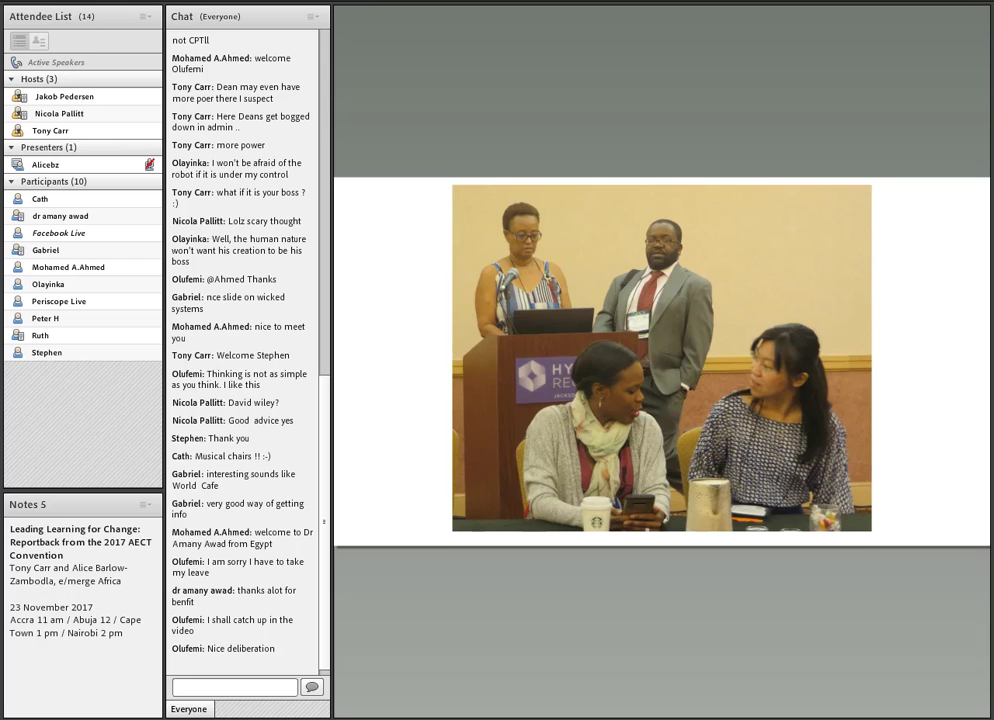 Attendee List (14)
Active Speakers
Hosts (3)
Jakob Pedersen
Nicola Pallitt
Tony Carr
Presenters (1)
Alicebz
Participants (10)
Cath
dr amany awad
Facebook Live
Gabriel
Mohamed A.Ahmed
Olayinka
Periscope Live
Peter H
Ruth
Stephen
Notes 5
Leading Learning for Change:
Reportback from the 2017 AECT
Convention
Tony Carr and Alice Barlow-
Zambodla, e/merge Africa
23 November 2017
Accra 11 am / Abuja 12 / Cape
Town 1 pm / Nairobi 2 pm
Chat (Everyone)
not CPTll
Mohamed A.Ahmed: welcome
Olufemi
Tony Carr: Dean may even have
more poer there I suspect
Tony Carr: Here Deans get bogged
down in admin ..
Tony Carr: more power
Olayinka: I won't be afraid of the
robot if it is under my control
Tony Carr: what if it is your boss ?
:)
Nicola Pallitt: Lolz scary thought
Olayinka: Well, the human nature
won't want his creation to be his
boss
Olufemi: @Ahmed Thanks
Gabriel: nce slide on wicked
systems
Mohamed A.Ahmed: nice to meet
you
Tony Carr: Welcome Stephen
Olufemi: Thinking is not as simple
as you think. I like this
Nicola Pallitt: David wiley?
Nicola Pallitt: Good advice yes
Stephen: Thank you
Cath: Musical chairs !! :-)
Gabriel: interesting sounds like
World Cafe
Gabriel: very good way of getting
info
Mohamed A.Ahmed: welcome to Dr
Amany Awad from Egypt
Olufemi: I am sorry I have to take
my leave
dr amany awad: thanks alot for
benfit
Olufemi: I shall catch up in the
video
Olufemi: Nice deliberation
Everyone
HY
REG
JACKSO